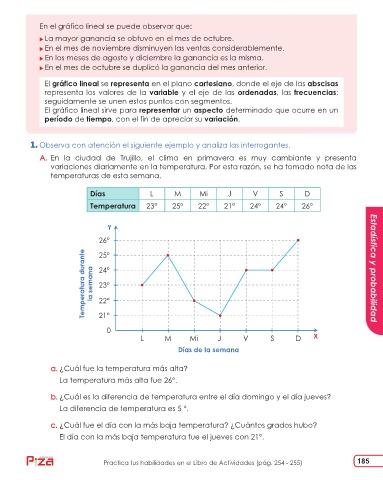 En el gráfico lineal se puede observar que:
▸ La mayor ganancia se obtuvo en el mes de octubre.
▸ En el mes de noviembre disminuyen las ventas considerablemente.
▸ En los meses de agosto y diciembre la ganancia es la misma.
▸ En el mes de octubre se duplicó la ganancia del mes anterior.
El gráfico lineal se representa en el plano cartesiano, donde el eje de las abscisas
representa los valores de la variable y el eje de las ordenadas, las frecuencias;
seguidamente se unen estos puntos con segmentos.
El gráfico lineal sirve para representar un aspecto determinado que ocurre en un
período de tiempo, con el fin de apreciar su variación.
1. Observa con atención el siguiente ejemplo y analiza las interrogantes.
A. En la ciudad de Trujillo, el clima en primavera es muy cambiante y presenta
variaciones diariamente en la temperatura. Por esta razón, se ha tomado nota de las
temperaturas de esta semana.
Días L M Mi J V S D
Temperatura 23° 25° 22° 21° 24° 24° 26°
Y
26°
25°
24°
23°
22°
21°
0
Temperatura durante
la semana
L M Mi J V S D X
Días de la semana
Estadística y probabilidad
a. ¿Cuál fue la temperatura más alta?
La temperatura más alta fue 26°.
b. ¿Cuál es la diferencia de temperatura entre el día domingo y el día jueves?
La diferencia de temperatura es 5 °.
c. ¿Cuál fue el día con la más baja temperatura? ¿Cuántos grados hubo?
El día con la más baja temperatura fue el jueves con 21°.
Practica tus habilidades en el Libro de Actividades (pág. 254 - 255)
185